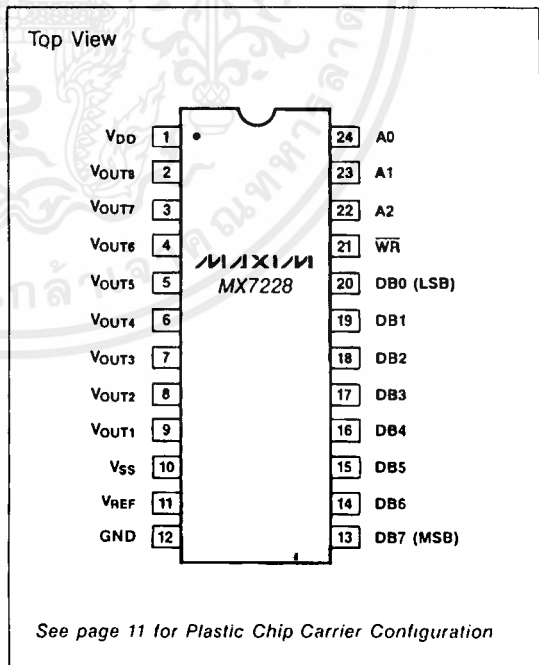 Top View
VDD 1 24 A0
VOUT8 2 23 A1
VOUT7 3 22 A2
VOUT6 4 21 W̅R̅
VOUT5 5 20 DB0 (LSB)
VOUT4 6 19 DB1
VOUT3 7 18 DB2
VOUT2 8 17 DB3
VOUT1 9 16 DB4
VSS 10 15 DB5
VREF 11 14 DB6
GND 12 13 DB7 (MSB)
MAXIM
MX7228
See page 11 for Plastic Chip Carrier Configuration